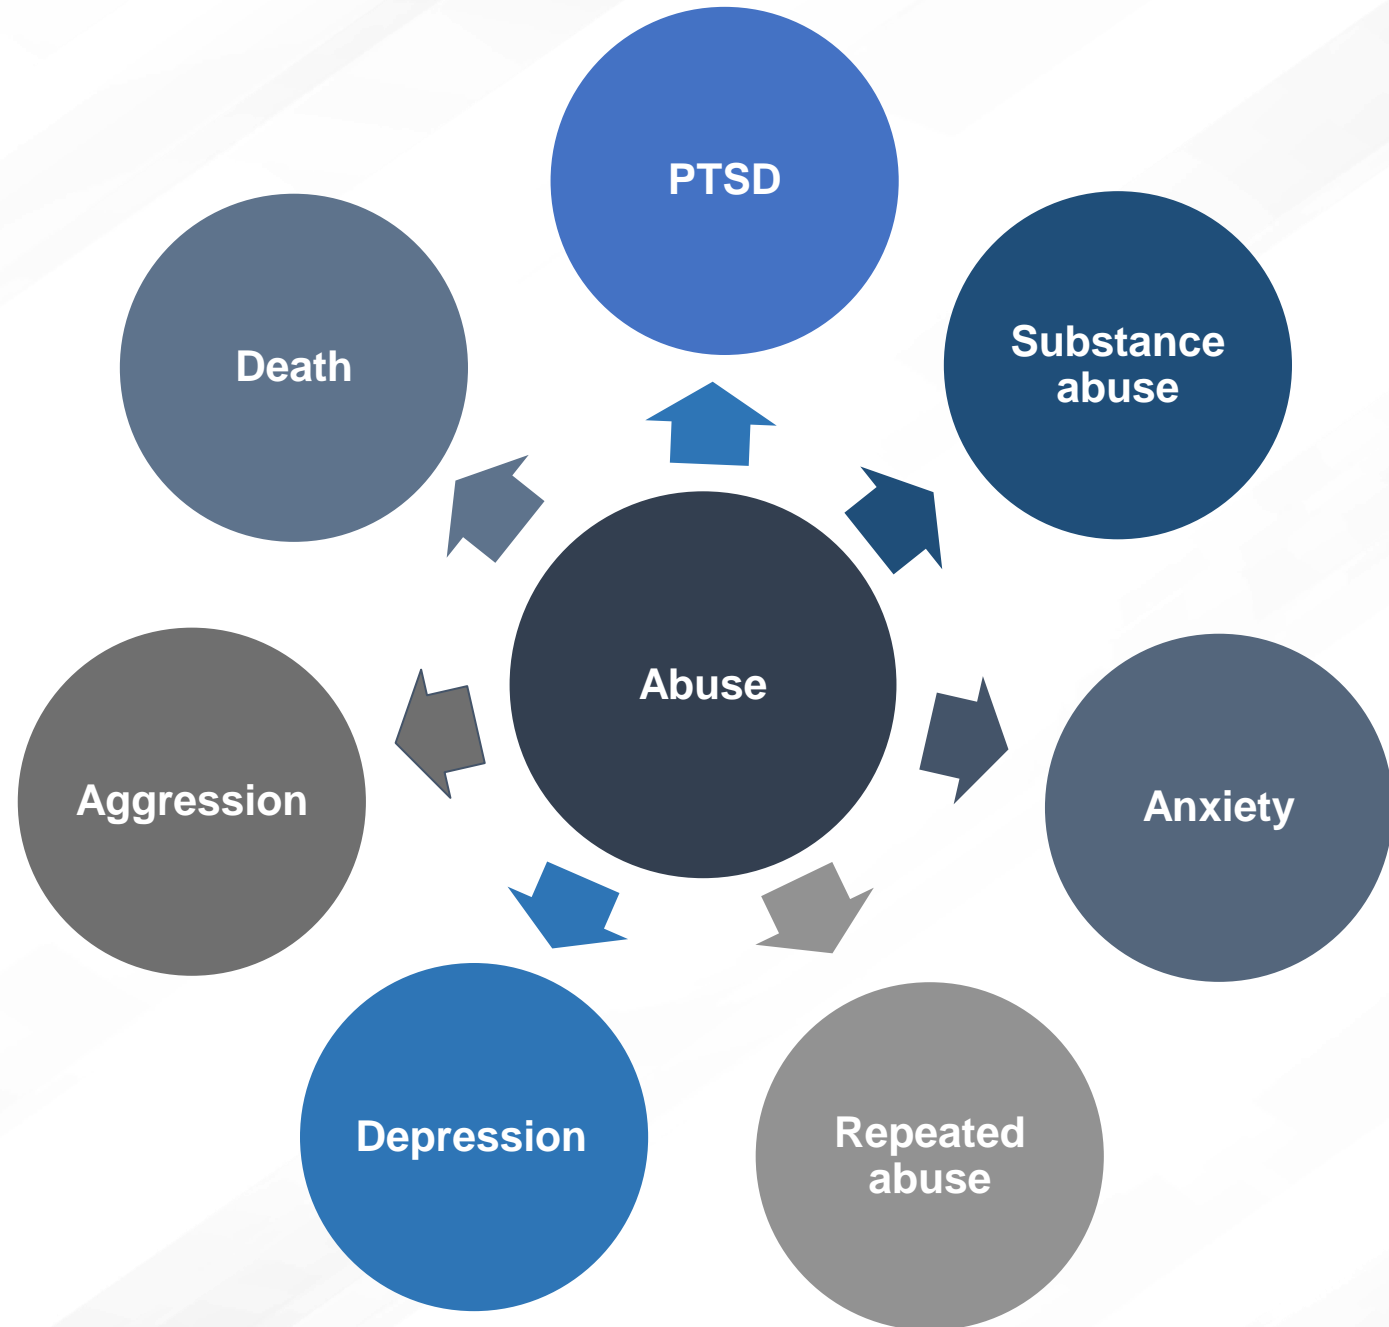 PTSD
Substance
abuse
Death
Abuse
Anxiety
Aggression
Repeated
abuse
Depression